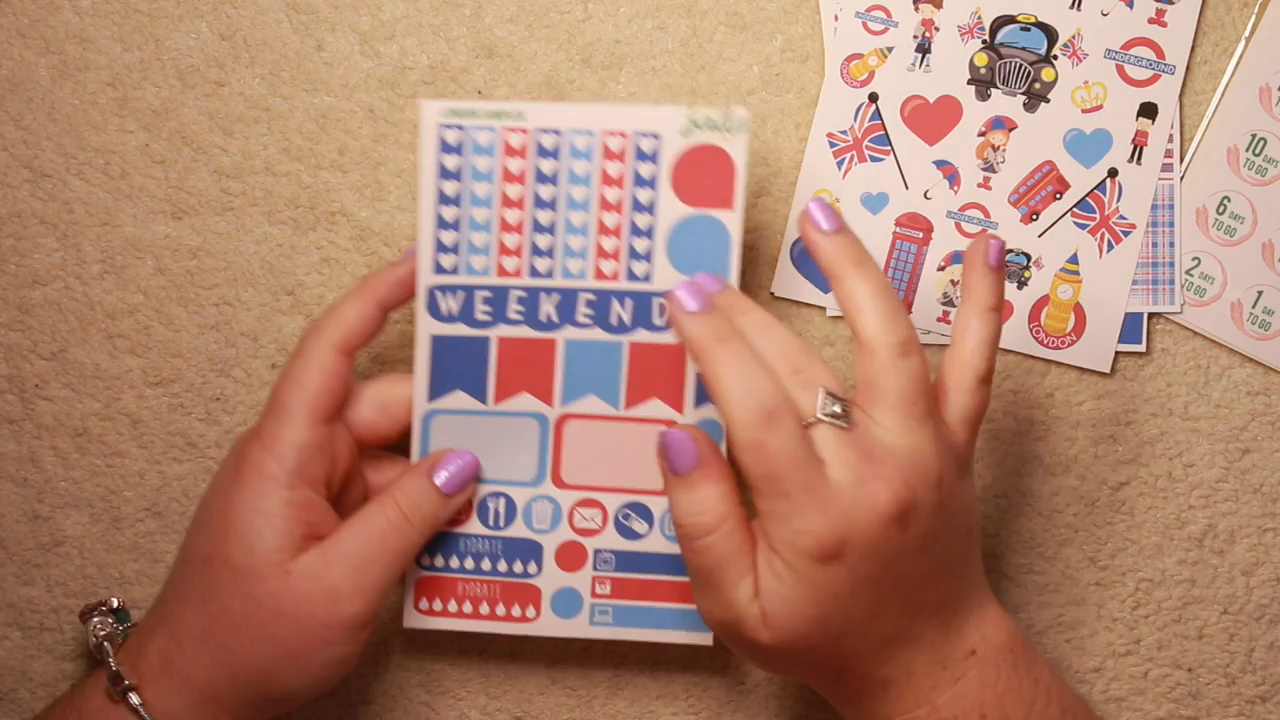 WEEKEND
HYDRATE
HYDRATE
UNDERGROUND
UNDERGROUND
LONDON
TELEPHONE
UNDERGROUND
LONDON
10
DAYS
TO GO
6
DAYS
TO GO
2
DAYS
TO GO
1
DAY
TO GO